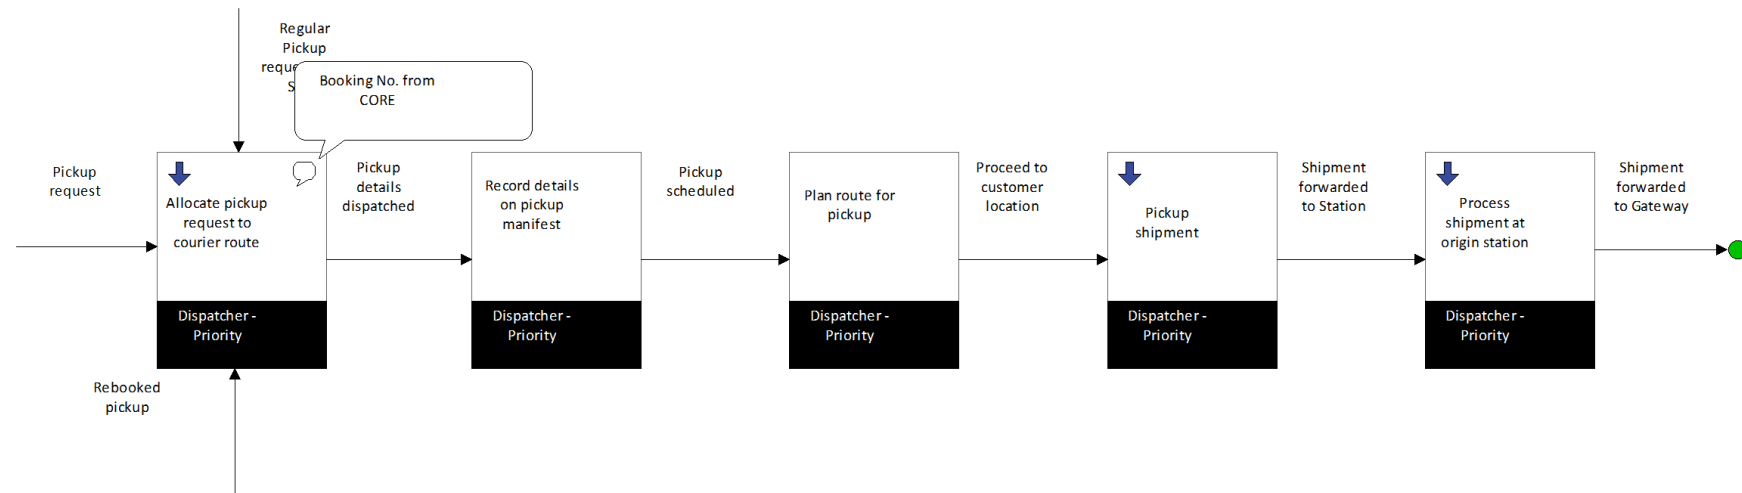 Regular
Pickup
Booking No. from
CORE
Pickup
request
Allocate pickup
request to
courier route
Dispatcher -
Priority
Rebooked
pickup
Pickup
details
dispatched
Record details
on pickup
manifest
Dispatcher -
Priority
Pickup
scheduled
Plan route for
pickup
Dispatcher -
Priority
Proceed to
customer
location
Pickup
shipment
Dispatcher -
Priority
Shipment
forwarded
to Station
Process
shipment at
origin station
Dispatcher -
Priority
Shipment
forwarded
to Gateway